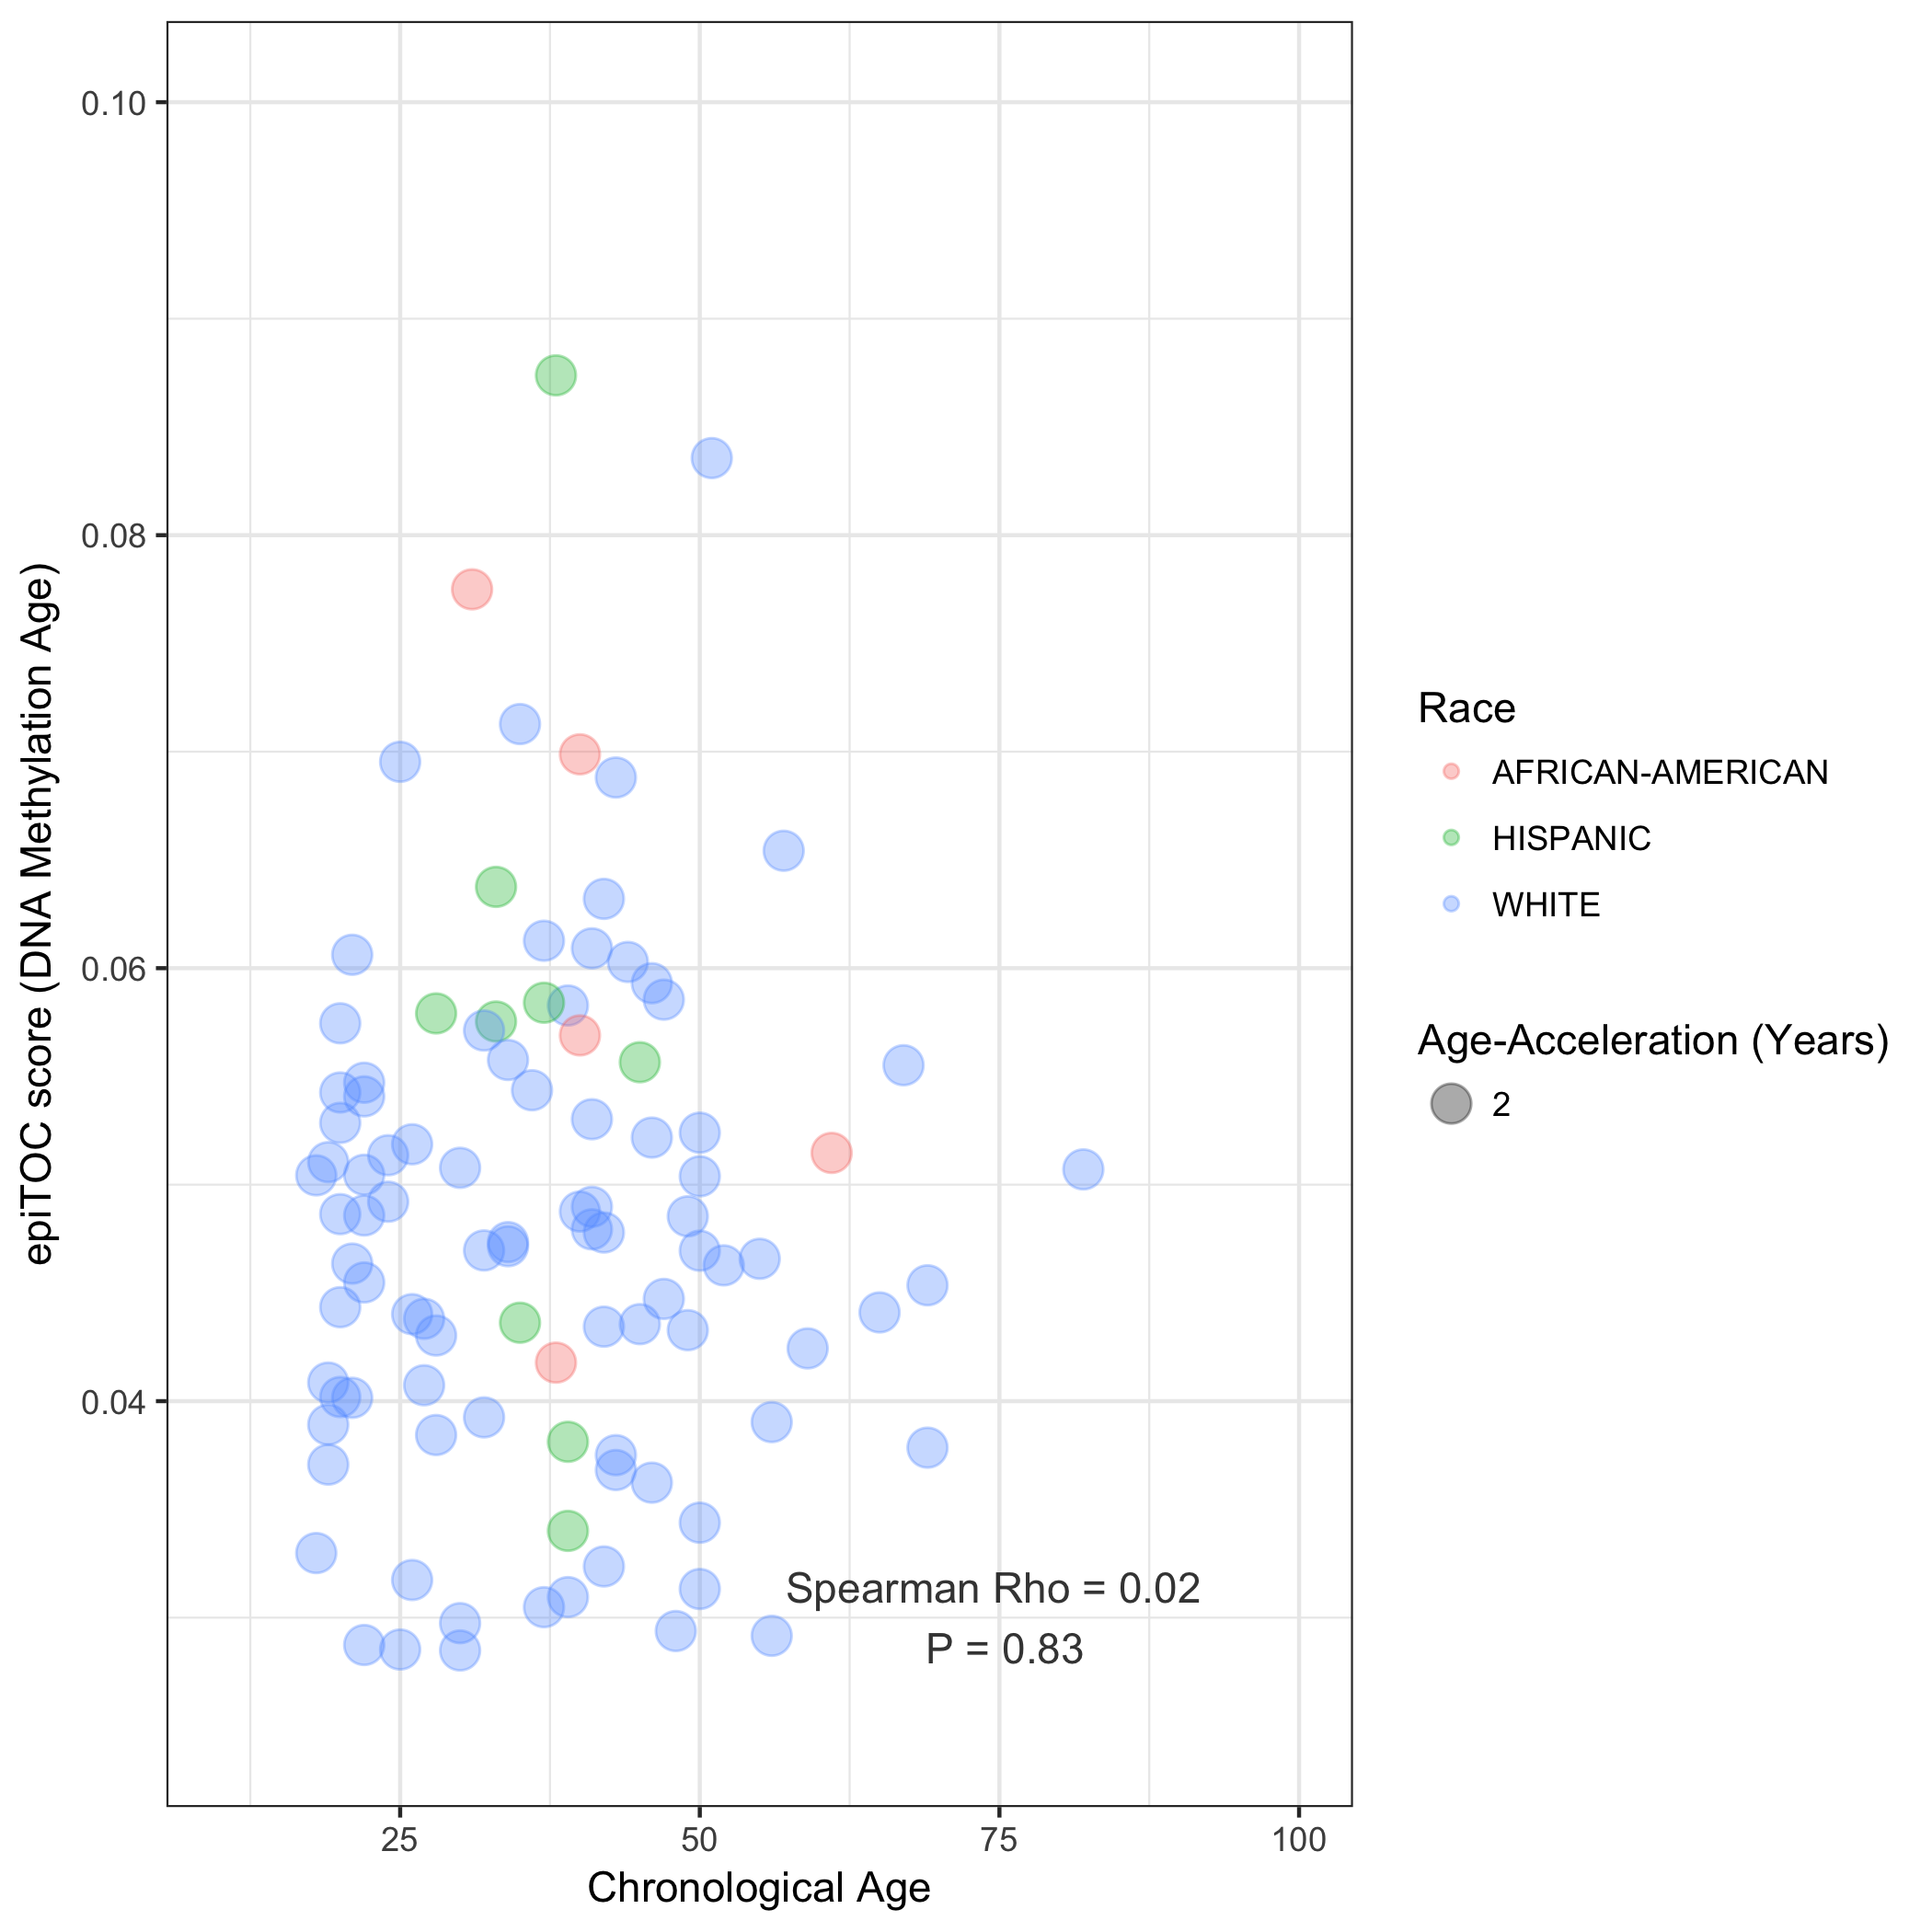 0.10
0.08
0.06
0.04
epiTOC score (DNA Methylation Age)
25
50
75
100
Chronological Age
Spearman Rho = 0.02
P = 0.83
Race
AFRICAN-AMERICAN
HISPANIC
WHITE
Age-Acceleration (Years)
2